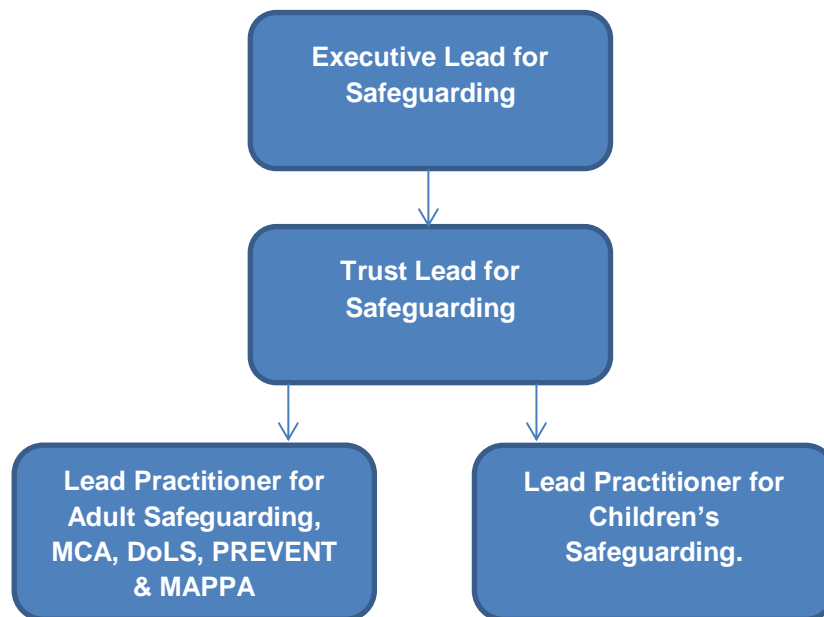 Executive Lead for
Safeguarding
Trust Lead for
Safeguarding
Lead Practitioner for
Adult Safeguarding,
MCA, DoLS, PREVENT
& MAPPA
Lead Practitioner for
Children’s
Safeguarding.